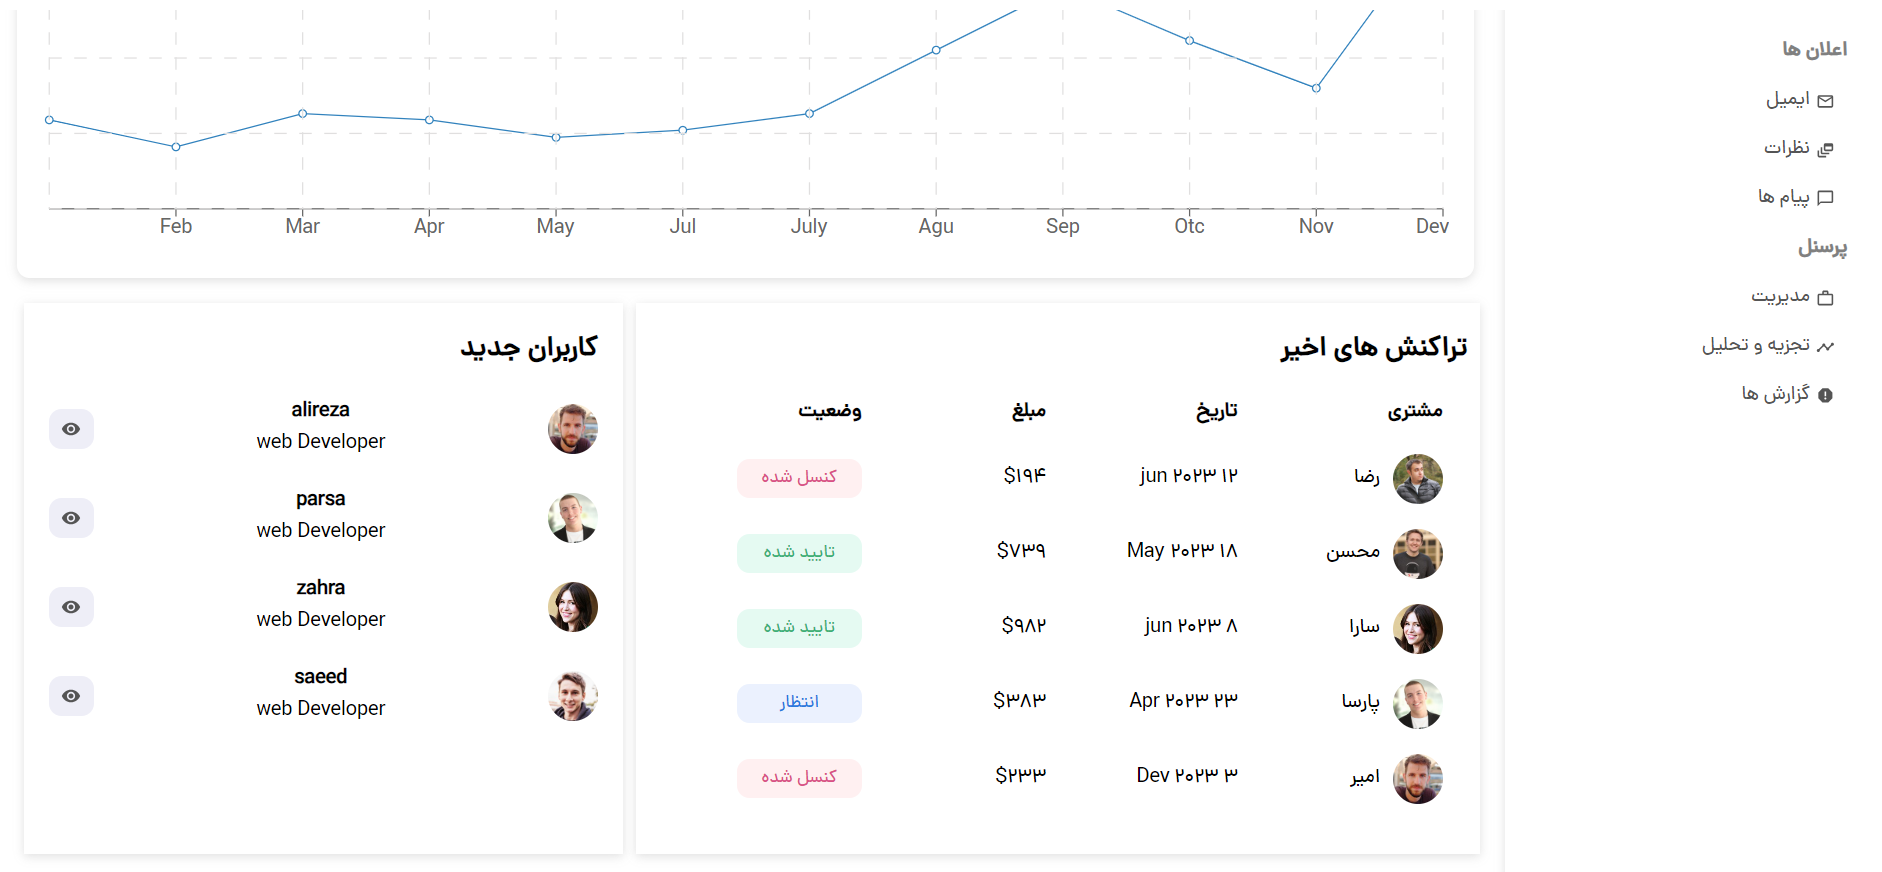 اعلان ها
ایمیل
نظرات
پیام ها
پرسنل
مدیریت
تجزیه و تحلیل
گزارش ها
Feb Mar Apr May Jul July Agu Sep Otc Nov Dev
تراکنش های اخیر
مشتری تاریخ مبلغ وضعیت
رضا ۱۲ jun ۲۰۲۳ $۱۹۴ کنسل شده
محسن ۱۸ May ۲۰۲۳ $۷۳۹ تایید شده
سارا ۸ jun ۲۰۲۳ $۹۸۲ تایید شده
پارسا ۲۳ Apr ۲۰۲۳ $۳۸۳ انتظار
امیر ۳ Dev ۲۰۲۳ $۲۳۳ کنسل شده
کاربران جدید
alireza
web Developer
parsa
web Developer
zahra
web Developer
saeed
web Developer